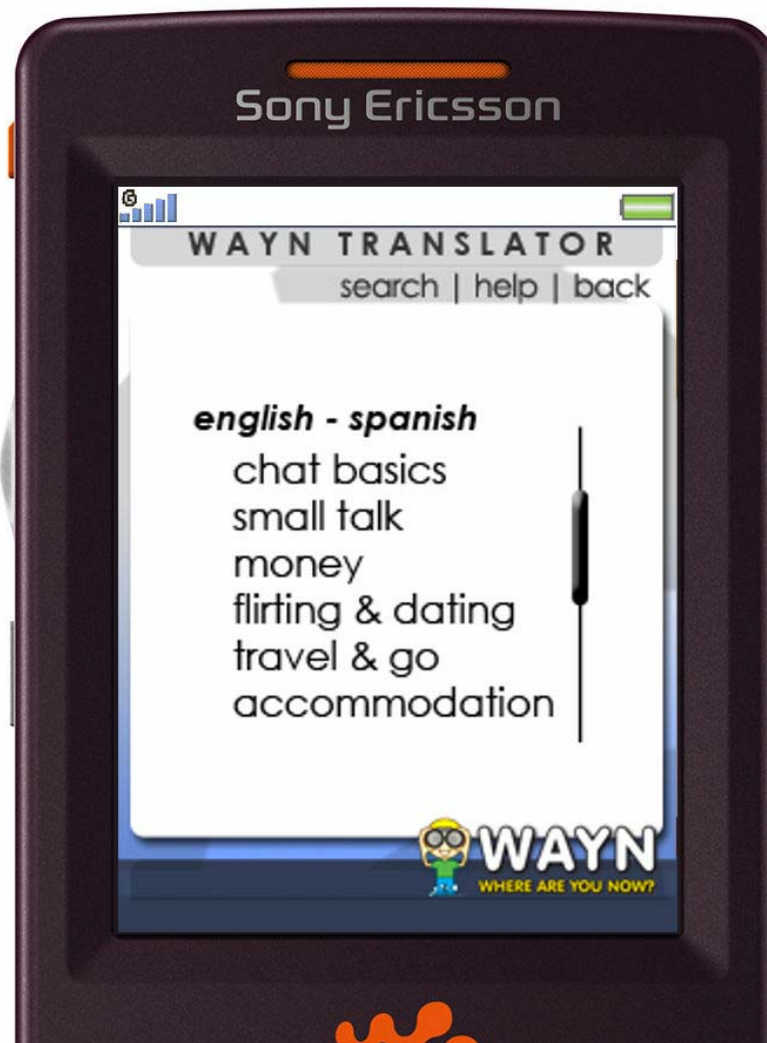 Sony Ericsson
G
WAYN TRANSLATOR
search | help | back
english - spanish
chat basics
small talk
money
flirting & dating
travel & go
accommodation
WAYN
WHERE ARE YOU NOW?